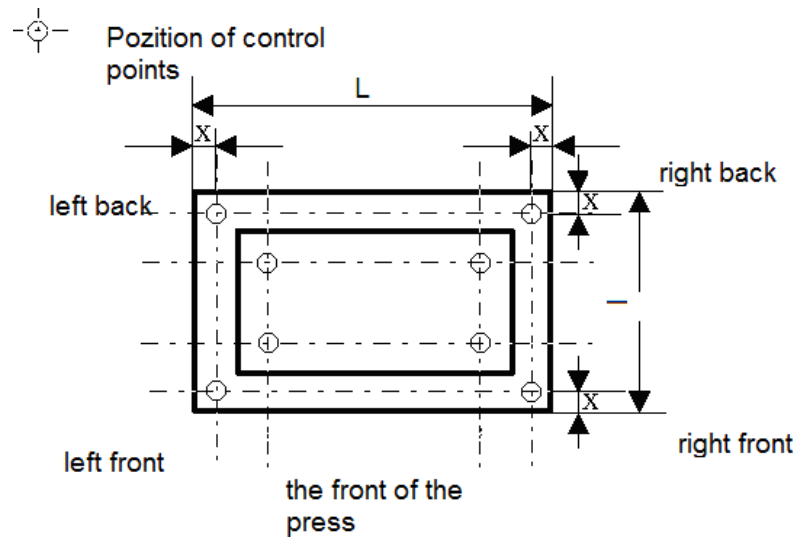 Pozition of control
points
L
X
X
right back
left back
X
l
X
right front
left front
the front of the
press